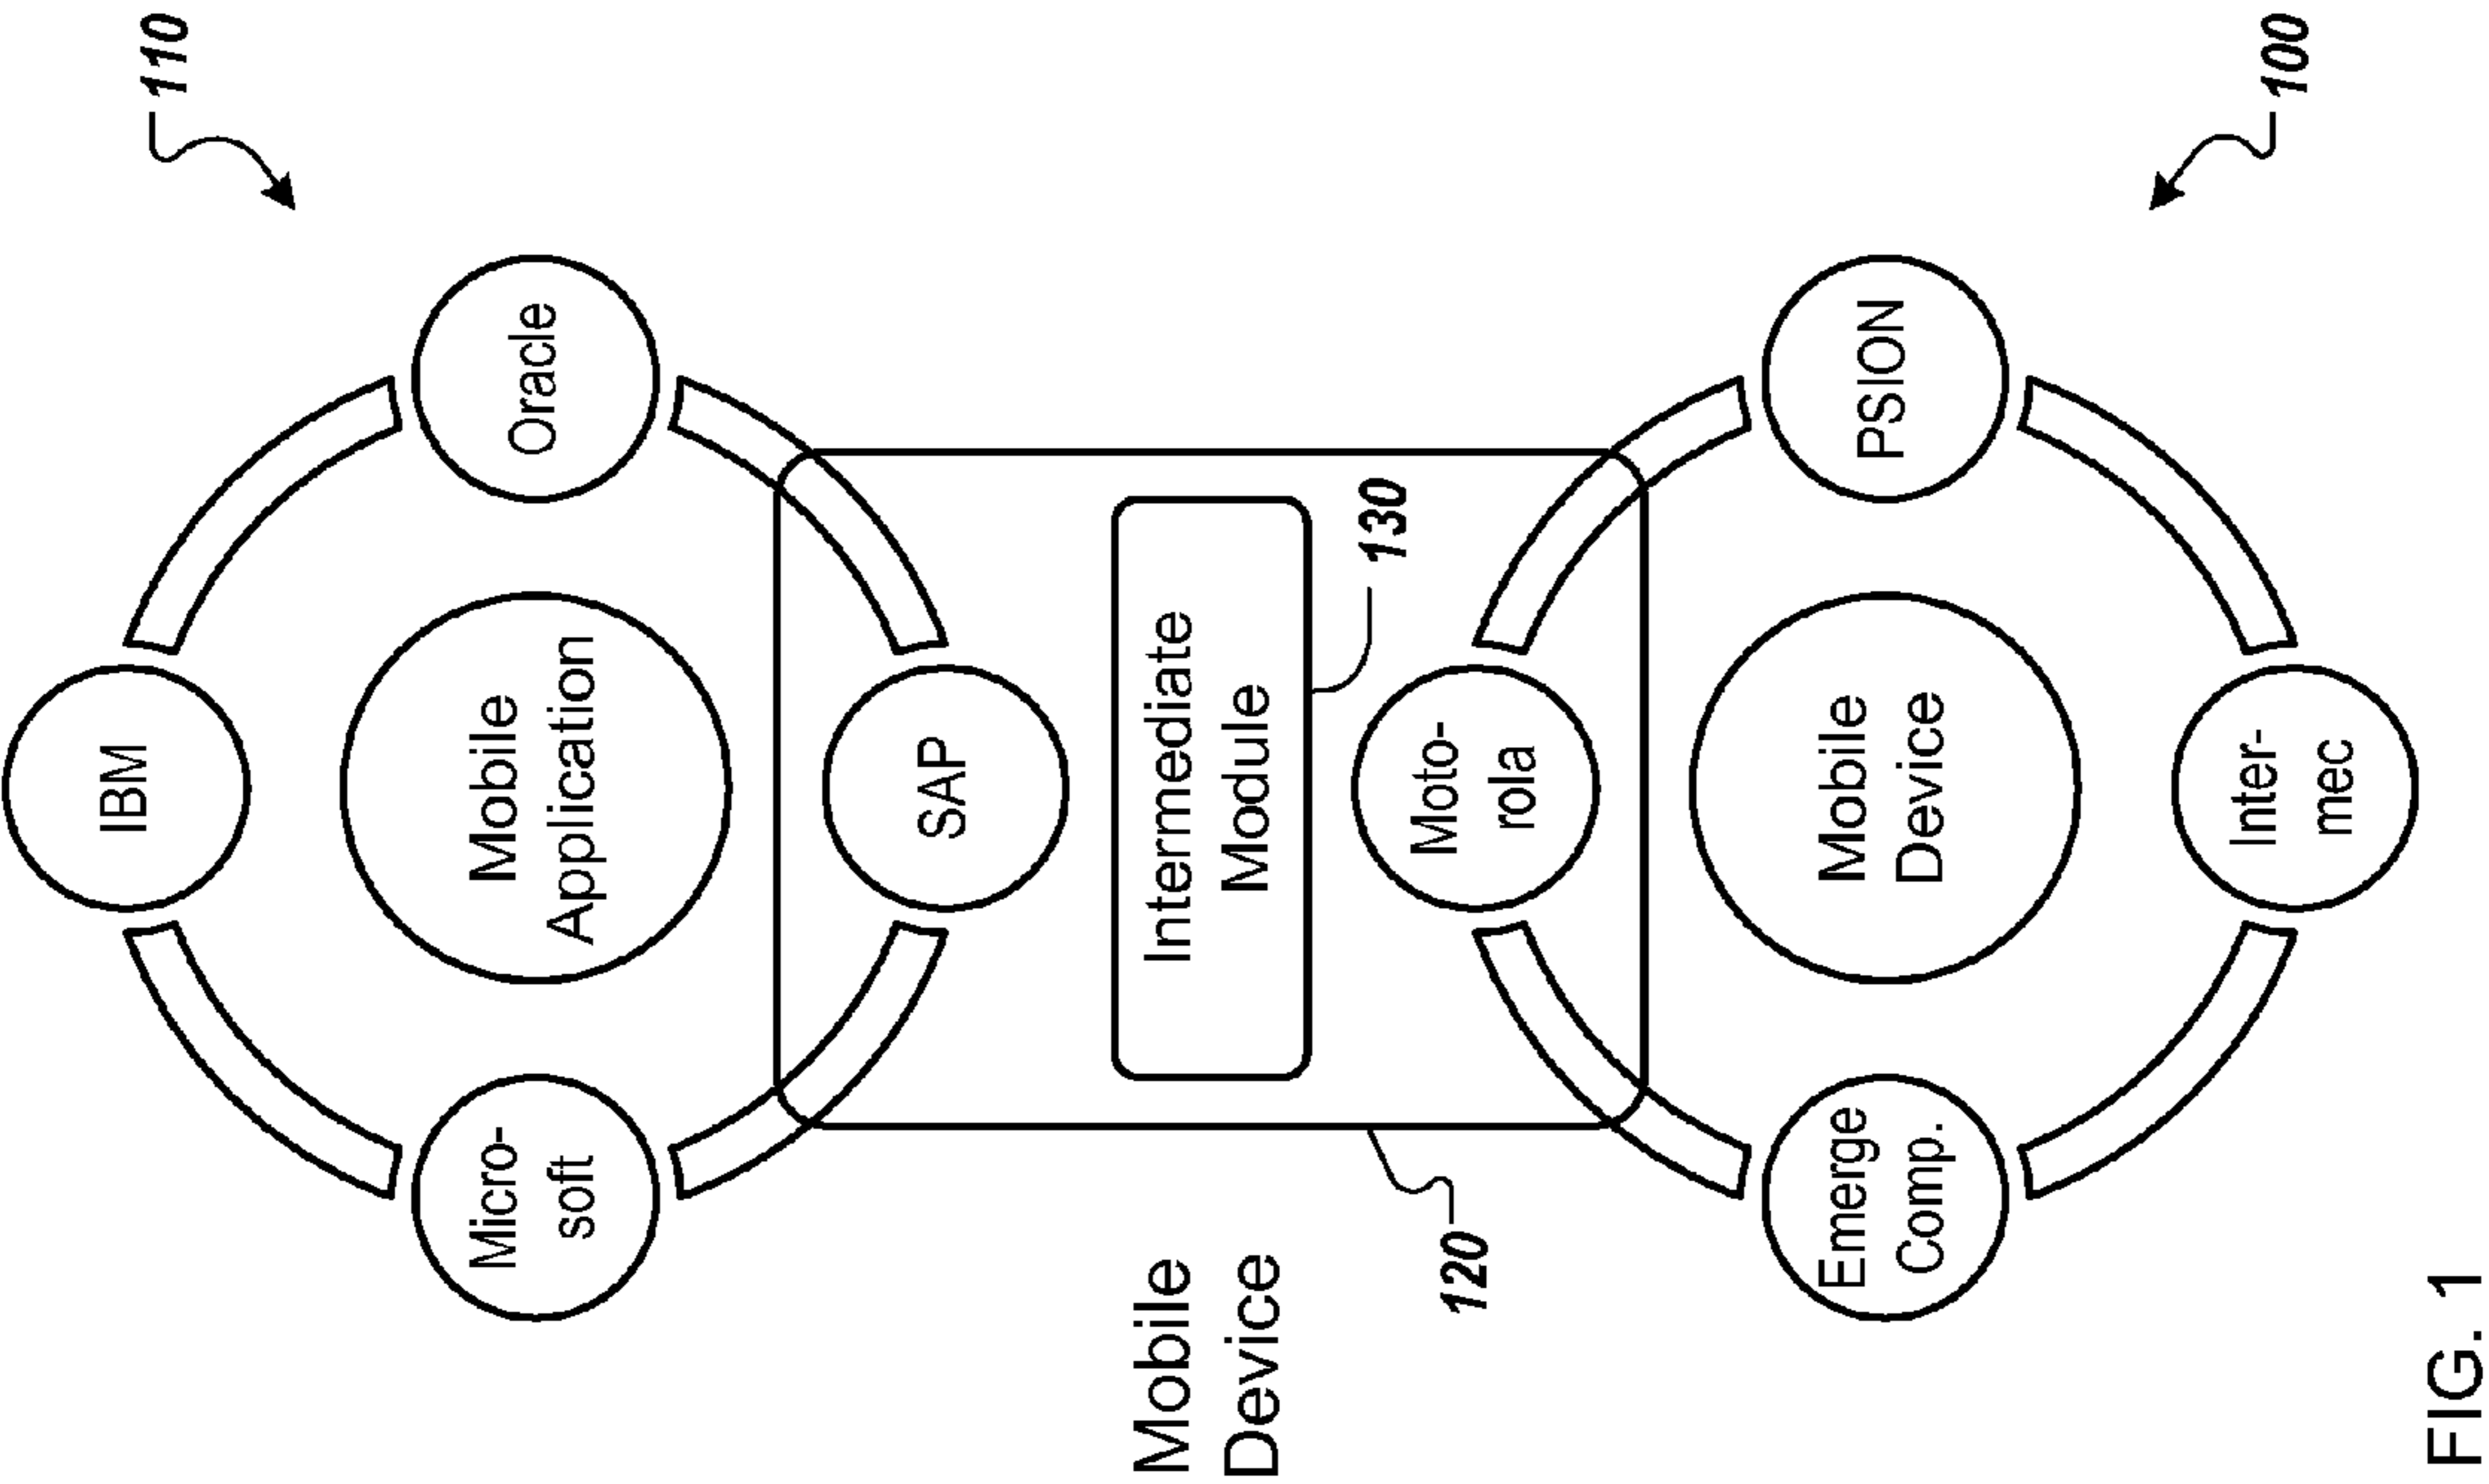 IBM
110
Micro-
soft
Mobile
Application
Oracle
SAP
Mobile
Device
Intermediate
Module
130
120
Moto-
rola
Emerge
Comp.
Mobile
Device
PSION
Inter-
mec
100
FIG. 1